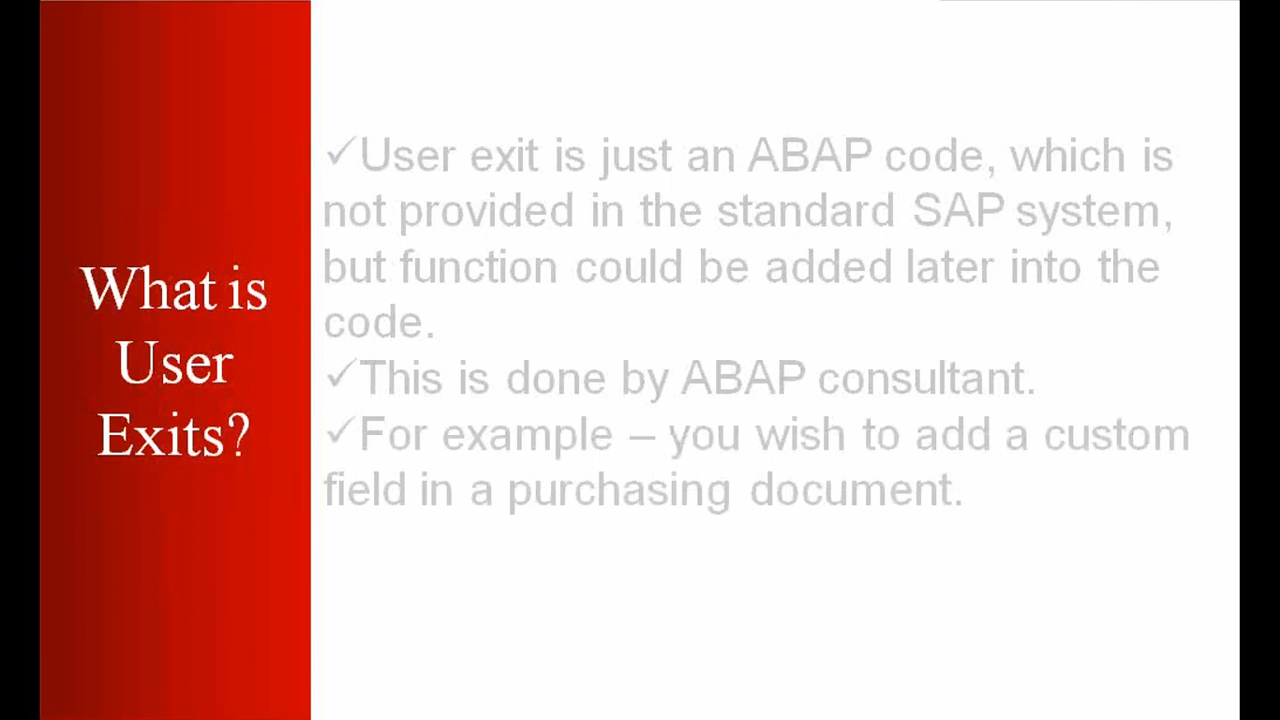 What is
User
Exits?
✓User exit is just an ABAP code, which is
not provided in the standard SAP system,
but function could be added later into the
code.
✓This is done by ABAP consultant.
✓For example – you wish to add a custom
field in a purchasing document.